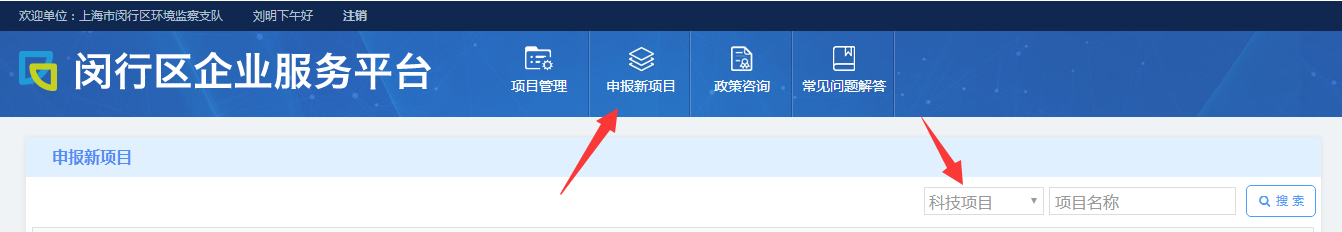 欢迎单位：上海市闵行区环境监察支队 刘明下午好 注销
闵行区企业服务平台
项目管理 申报新项目 政策咨询 常见问题解答
申报新项目
科技项目 项目名称 搜索